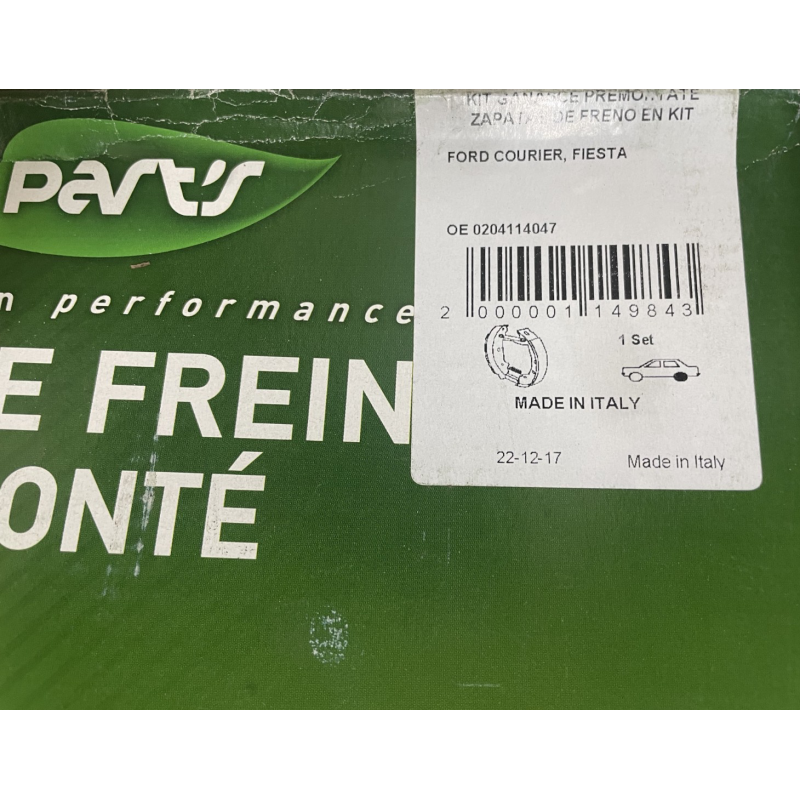 part's
n performance
E FREIN
ONTÉ
KIT GANASCE PREMONTATE
ZAPATAS DE FRENO EN KIT
FORD COURIER, FIESTA
OE 0204114047
2 000001 149843
1 Set
MADE IN ITALY
22-12-17 Made in Italy